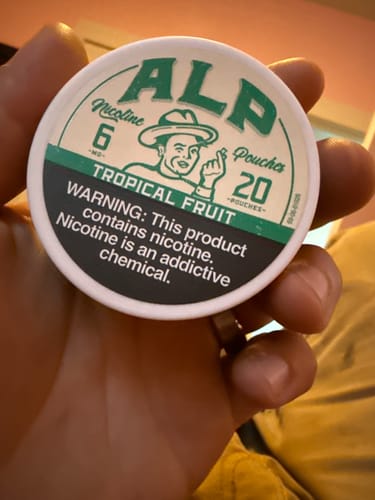 ALP
Nicotine Pouches
6
-MG-
20
-POUCHES-
TROPICAL FRUIT
WARNING: This product
contains nicotine.
Nicotine is an addictive
chemical.